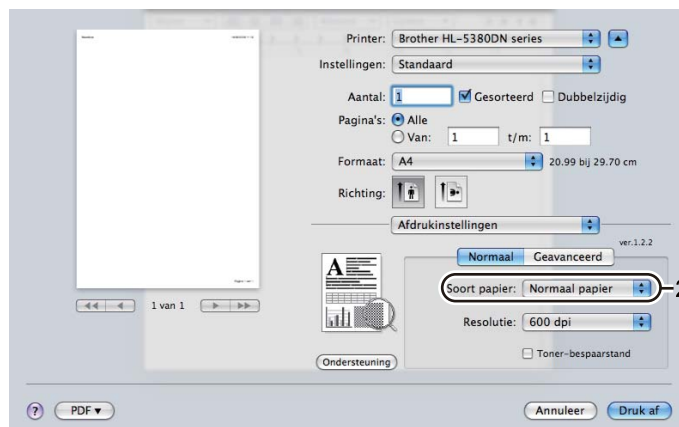 Printer: Brother HL-5380DN series
Instellingen: Standaard
Aantal: 1 Gesorteerd Dubbelzijdig
Pagina's: Alle
Van: 1 t/m: 1
Formaat: A4 20.99 bij 29.70 cm
Richting:
Afdrukinstellingen
ver.1.2.2
Normaal Geavanceerd
Soort papier: Normaal papier 2
Resolutie: 600 dpi
Toner-bespaarstand
1 van 1
Ondersteuning
? PDF Annuleer Druk af